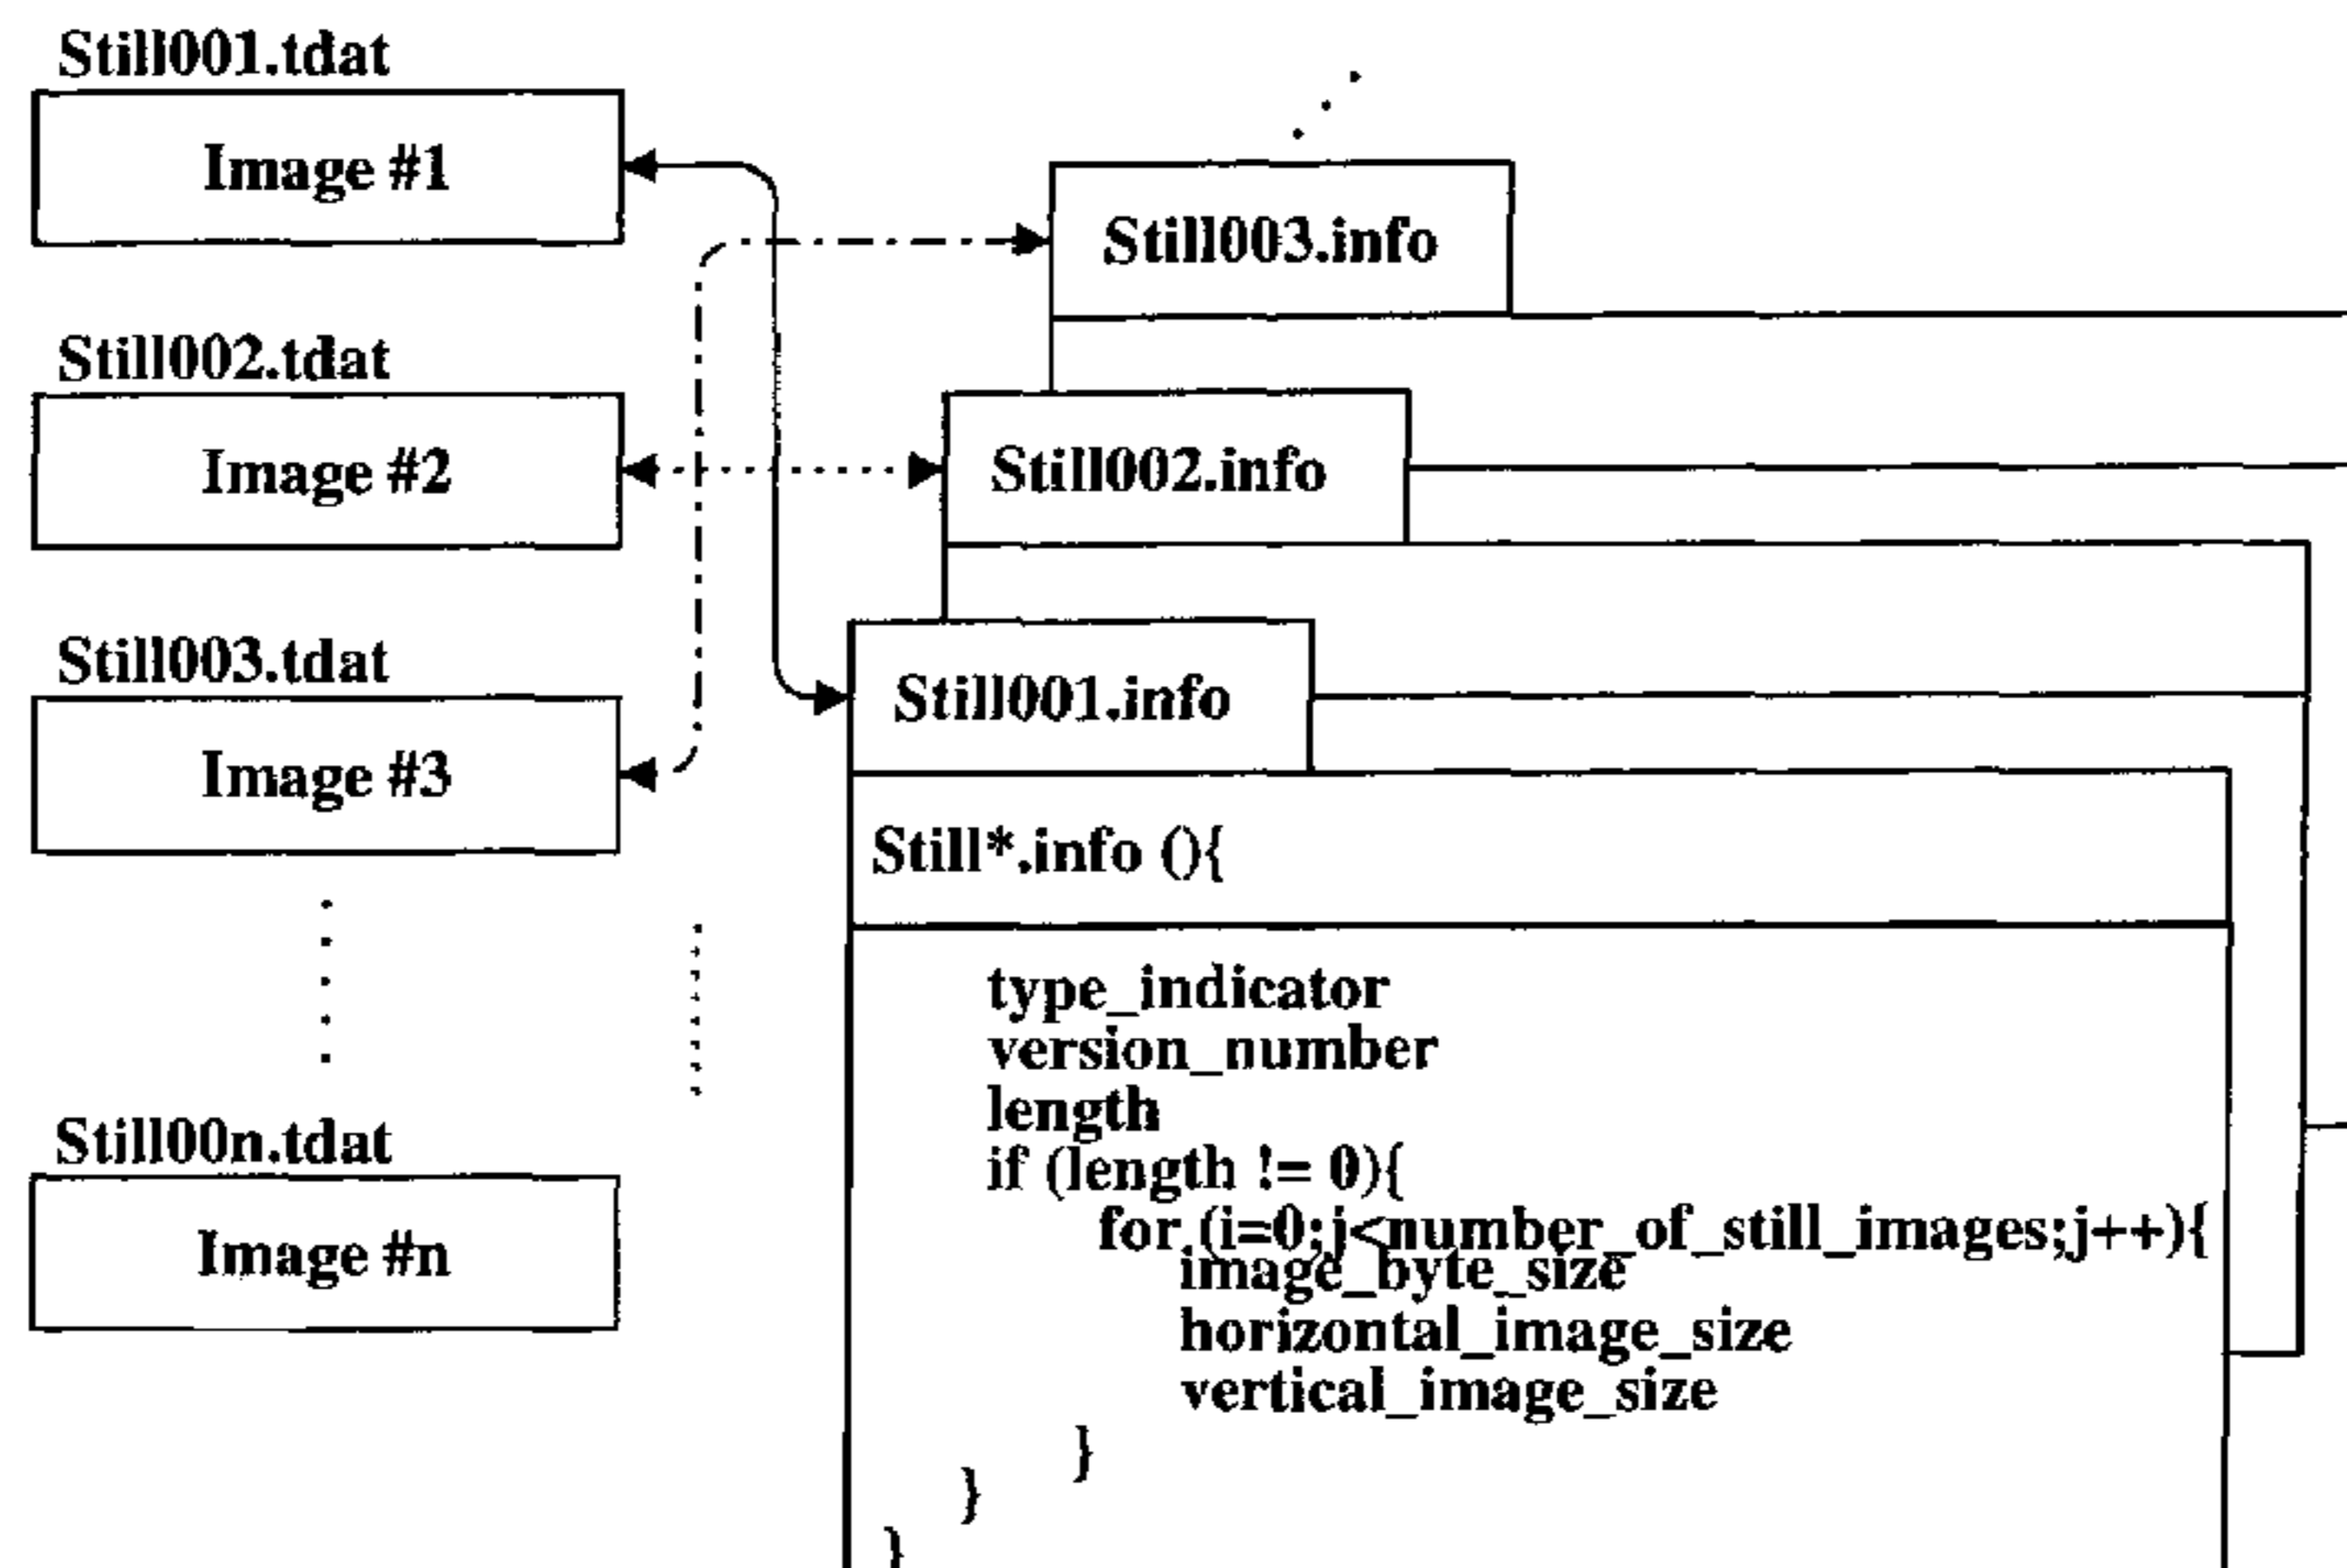 Still001.tdat
Image #1
Still002.tdat
Image #2
Still003.tdat
Image #3
Still00n.tdat
Image #n
Still003.info
Still002.info
Still001.info
Still*.info (){
type_indicator
version_number
length
if (length != 0){
for (i=0;j<number_of_still_images;j++){
image_byte_size
horizontal_image_size
vertical_image_size
}
}
}